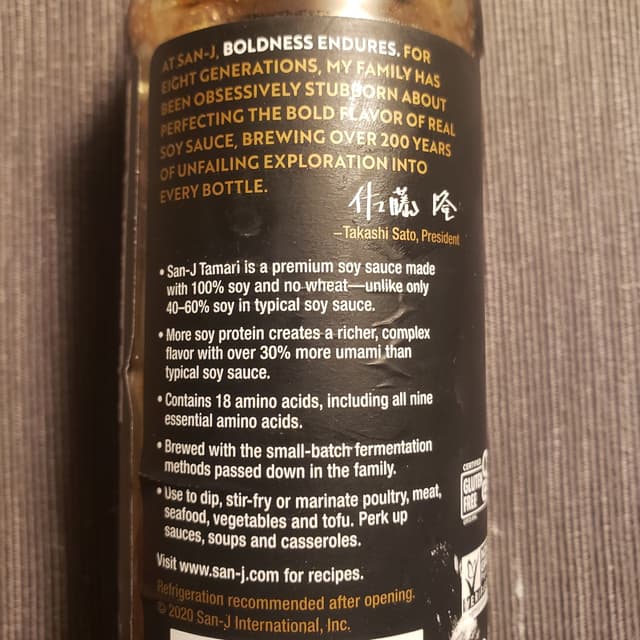 AT SAN-J, BOLDNESS ENDURES. FOR
EIGHT GENERATIONS, MY FAMILY HAS
BEEN OBSESSIVELY STUBBORN ABOUT
PERFECTING THE BOLD FLAVOR OF REAL
SOY SAUCE, BREWING OVER 200 YEARS
OF UNFAILING EXPLORATION INTO
EVERY BOTTLE.
佐藤 隆
–Takashi Sato, President
• San-J Tamari is a premium soy sauce made
with 100% soy and no wheat—unlike only
40–60% soy in typical soy sauce.
• More soy protein creates a richer, complex
flavor with over 30% more umami than
typical soy sauce.
• Contains 18 amino acids, including all nine
essential amino acids.
• Brewed with the small-batch fermentation
methods passed down in the family.
• Use to dip, stir-fry or marinate poultry, meat,
seafood, vegetables and tofu. Perk up
sauces, soups and casseroles.
Visit www.san-j.com for recipes.
Refrigeration recommended after opening.
© 2020 San-J International, Inc.
CERTIFIED
GLUTEN
FREE